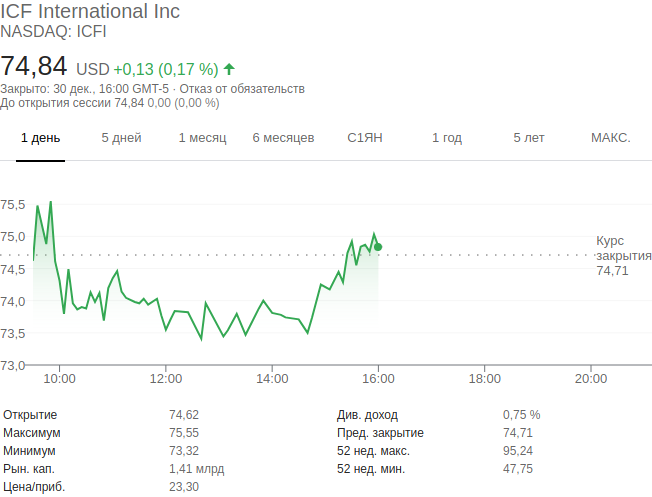 ICF International Inc
NASDAQ: ICFI
74,84 USD +0,13 (0,17 %)
Закрыто: 30 дек., 16:00 GMT-5 · Отказ от обязательств
До открытия сессии 74,84 0,00 (0,00 %)
1 день 5 дней 1 месяц 6 месяцев С1ЯН 1 год 5 лет МАКС.
75,5
75,0
74,5
74,0
73,5
73,0
Курс
закрытия
74,71
10:00 12:00 14:00 16:00 18:00 20:00
Открытие 74,62 Див. доход 0,75 %
Максимум 75,55 Пред. закрытие 74,71
Минимум 73,32 52 нед. макс. 95,24
Рын. кап. 1,41 млрд 52 нед. мин. 47,75
Цена/приб. 23,30